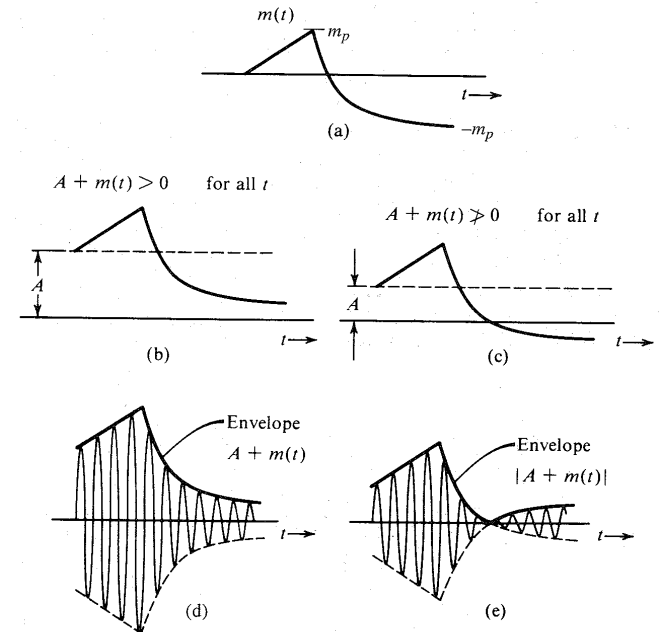 m(t)
m_p
t→
−m_p
(a)
A + m(t) > 0 for all t
A
t→
(b)
A + m(t) ≯ 0 for all t
A
t→
(c)
Envelope
A + m(t)
t→
(d)
Envelope
|A + m(t)|
t→
(e)